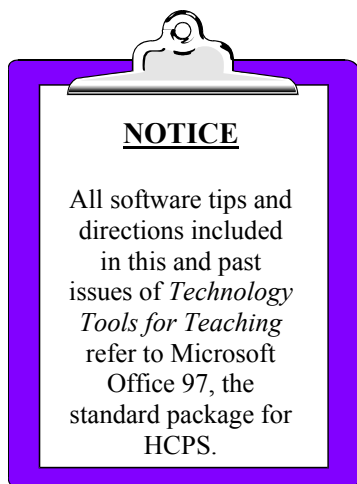 NOTICE
All software tips and
directions included
in this and past
issues of Technology
Tools for Teaching
refer to Microsoft
Office 97, the
standard package for
HCPS.